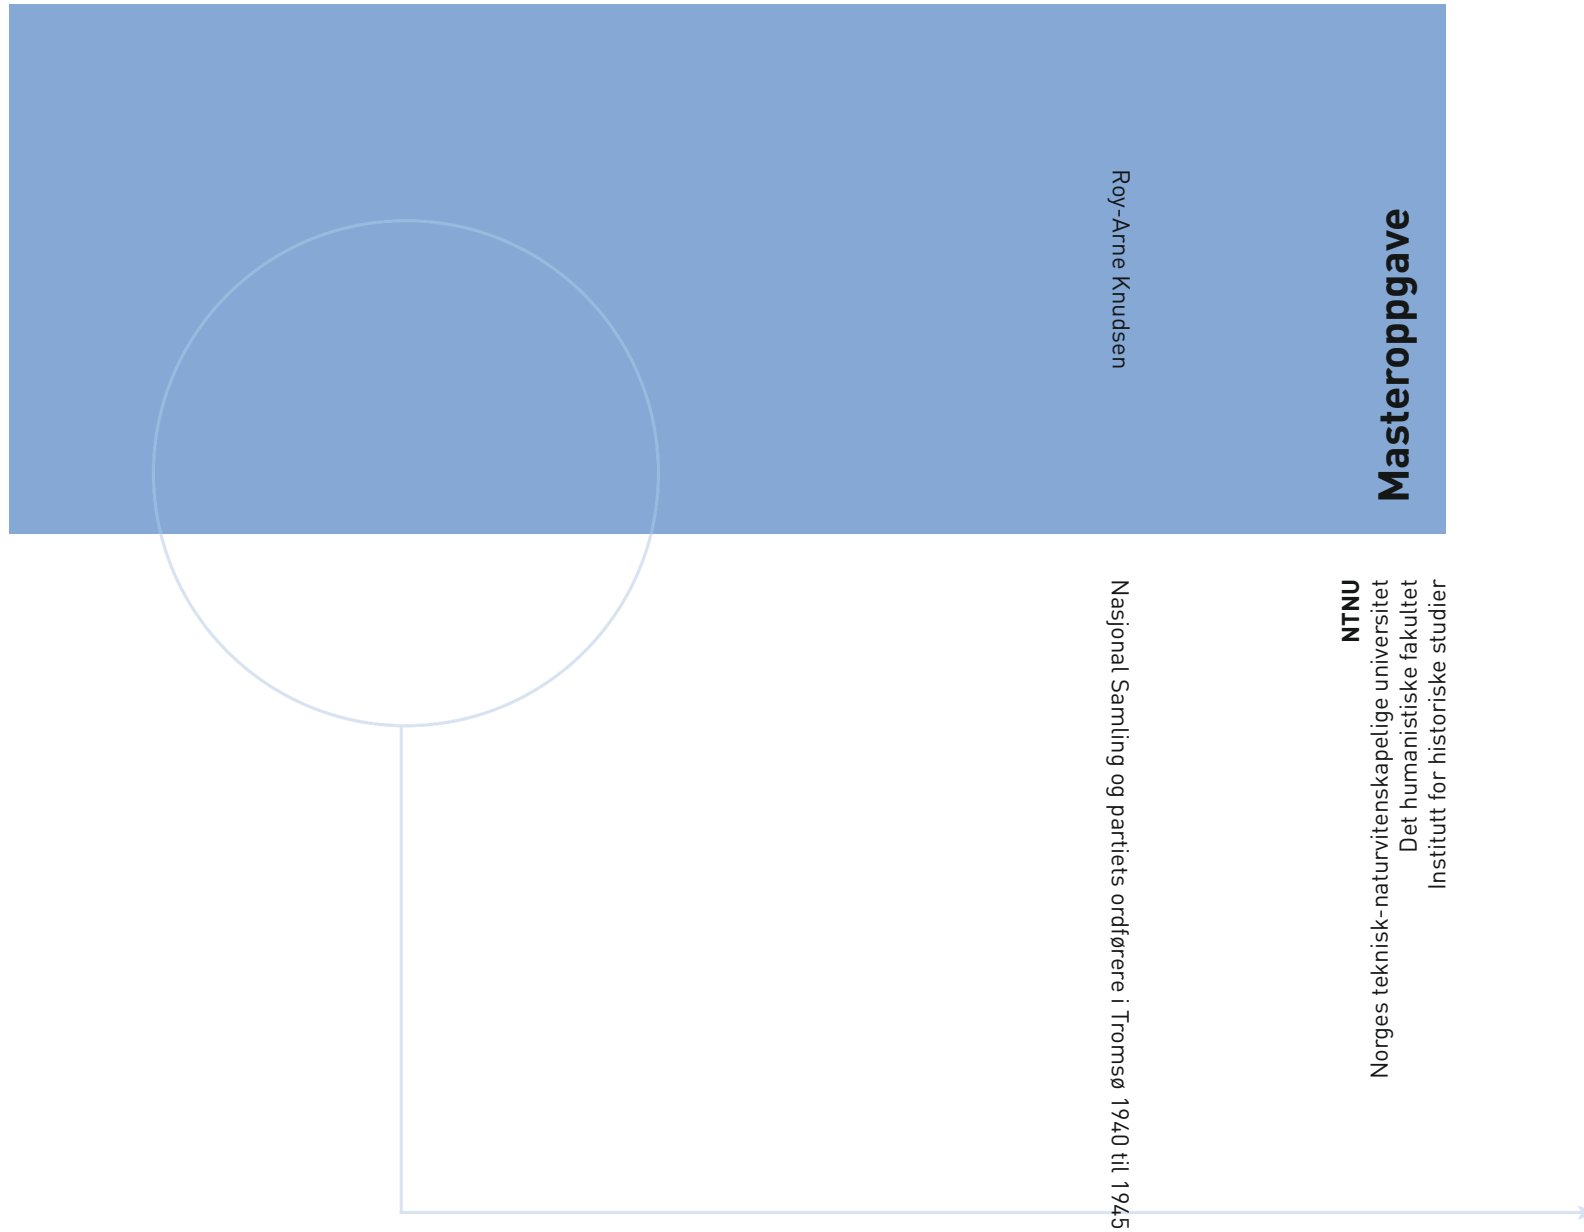 Masteroppgave
NTNU
Norges teknisk-naturvitenskapelige universitet
Det humanistiske fakultet
Institutt for historiske studier
Roy-Arne Knudsen
Nasjonal Samling og partiets ordførere i Tromsø 1940 til 1945